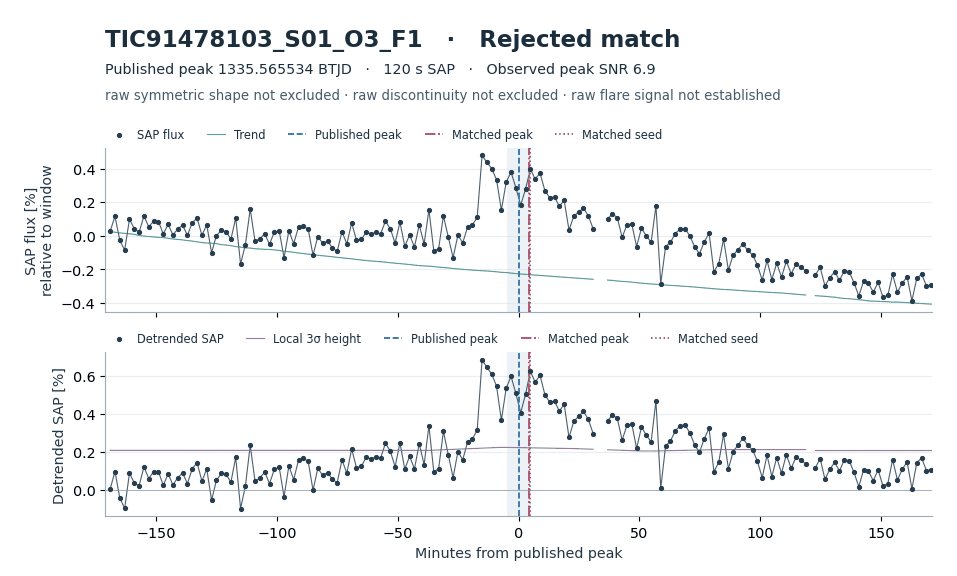 TIC91478103_S01_O3_F1 · Rejected match
Published peak 1335.565534 BTJD · 120 s SAP · Observed peak SNR 6.9
raw symmetric shape not excluded · raw discontinuity not excluded · raw flare signal not established
SAP flux Trend Published peak Matched peak Matched seed
SAP flux [%]
relative to window
0.4
0.2
0.0
−0.2
−0.4
Detrended SAP Local 3σ height Published peak Matched peak Matched seed
Detrended SAP [%]
0.6
0.4
0.2
0.0
−150 −100 −50 0 50 100 150
Minutes from published peak